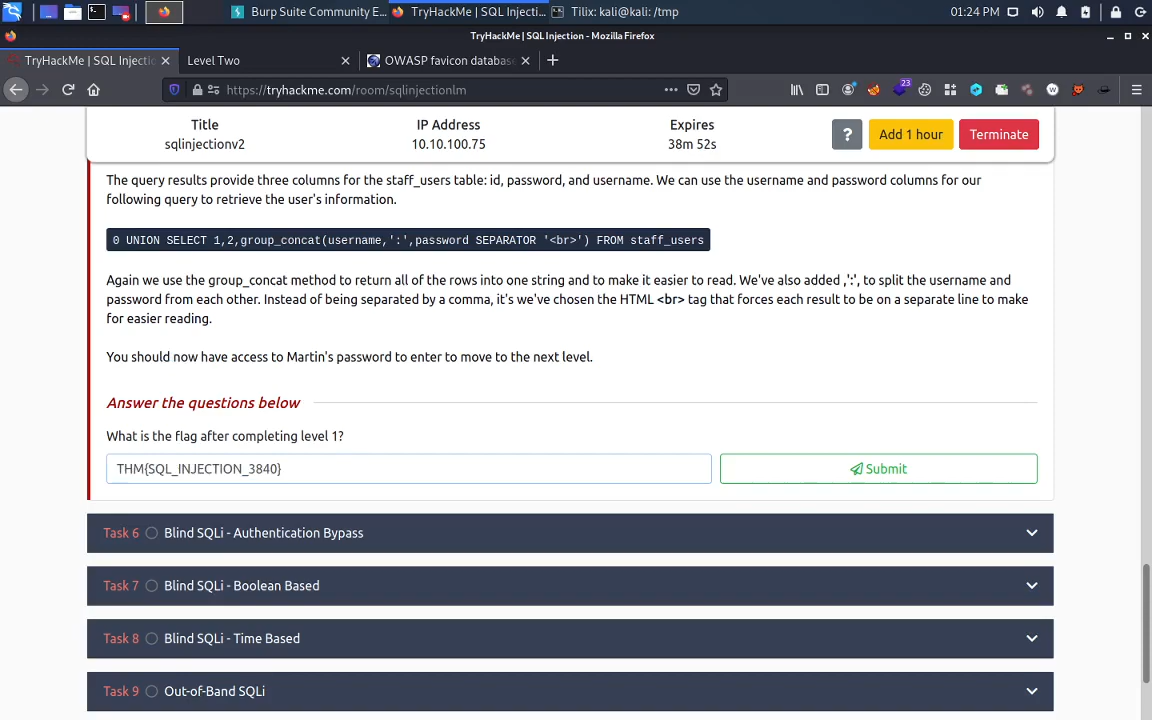 Burp Suite Community E...
TryHackMe | SQL Injecti...
Tilix: kali@kali: /tmp
01:24 PM
TryHackMe | SQL Injection - Mozilla Firefox
TryHackMe | SQL Injectio
Level Two
OWASP favicon database
https://tryhackme.com/room/sqlinjectionlm
23
Title
IP Address
Expires
sqlinjectionv2
10.10.100.75
38m 52s
?
Add 1 hour
Terminate
The query results provide three columns for the staff_users table: id, password, and username. We can use the username and password columns for our
following query to retrieve the user's information.
0 UNION SELECT 1,2,group_concat(username,':',password SEPARATOR '<br>') FROM staff_users
Again we use the group_concat method to return all of the rows into one string and to make it easier to read. We've also added ,':', to split the username and
password from each other. Instead of being separated by a comma, it's we've chosen the HTML <br> tag that forces each result to be on a separate line to make
for easier reading.
You should now have access to Martin's password to enter to move to the next level.
Answer the questions below
What is the flag after completing level 1?
THM{SQL_INJECTION_3840}
Submit
Task 6 Blind SQLi - Authentication Bypass
Task 7 Blind SQLi - Boolean Based
Task 8 Blind SQLi - Time Based
Task 9 Out-of-Band SQLi